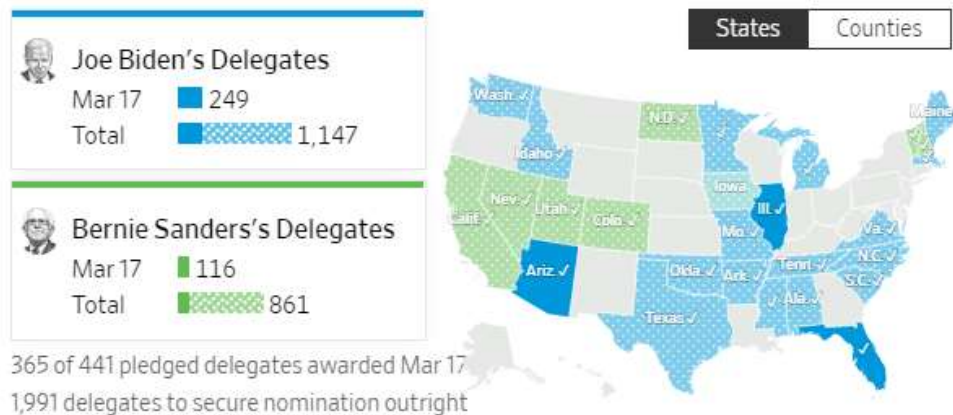 States
Counties
Joe Biden's Delegates
Mar 17 249
Total 1,147
Bernie Sanders's Delegates
Mar 17 116
Total 861
365 of 441 pledged delegates awarded Mar 17
1,991 delegates to secure nomination outright
Wash. ✓
N.D. ✓
Maine
Idaho ✓
Iowa
Nev. ✓
Utah ✓
Colo. ✓
Calif. ✓
Ill. ✓
Mo. ✓
Va. ✓
Ariz. ✓
Okla. ✓
Ark. ✓
Tenn. ✓
N.C. ✓
S.C. ✓
Texas ✓
Ala. ✓